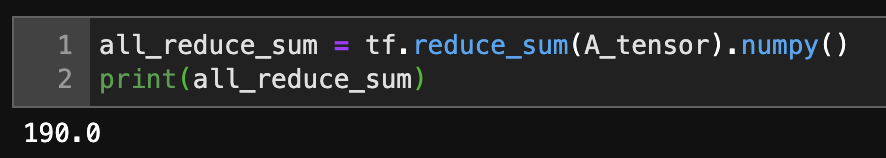 1 all_reduce_sum = tf.reduce_sum(A_tensor).numpy()
2 print(all_reduce_sum)
190.0